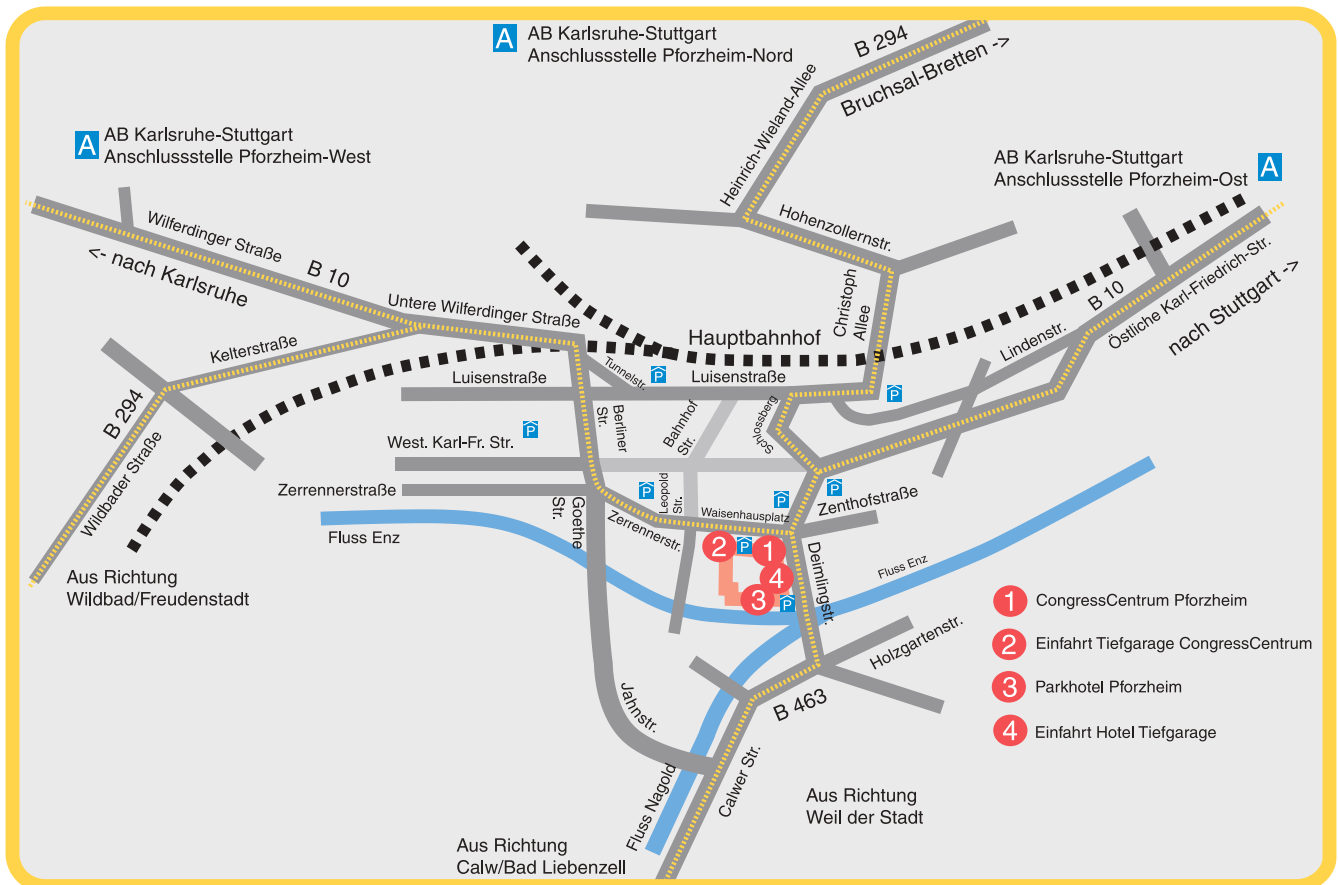 A
AB Karlsruhe-Stuttgart
Anschlussstelle Pforzheim-Nord
B 294
Bruchsal-Bretten ->
Heinrich-Wieland-Allee
A
AB Karlsruhe-Stuttgart
Anschlussstelle Pforzheim-West
AB Karlsruhe-Stuttgart
Anschlussstelle Pforzheim-Ost
A
Wilferdinger Straße
<- nach Karlsruhe
B 10
Untere Wilferdinger Straße
Hohenzollernstr.
Christoph
Allee
B 10
Östliche Karl-Friedrich-Str.
nach Stuttgart ->
Lindenstr.
Hauptbahnhof
Kelterstraße
Tunnelstr.
P
Luisenstraße
Luisenstraße
P
B 294
Wildbader Straße
Berliner
Str.
Bahnhof
Str.
Schlossberg
P
West. Karl-Fr. Str.
Zerrennerstraße
Goethe
Str.
P
Leopold
Str.
P
P
Zenthofstraße
Waisenhausplatz
Zerrennerstr.
Fluss Enz
2
P
1
4
3
P
Deimlingstr.
Fluss Enz
Aus Richtung
Wildbad/Freudenstadt
1 CongressCentrum Pforzheim
2 Einfahrt Tiefgarage CongressCentrum
3 Parkhotel Pforzheim
4 Einfahrt Hotel Tiefgarage
Holzgartenstr.
B 463
Jahnstr.
Calwer Str.
Fluss Nagold
Aus Richtung
Weil der Stadt
Aus Richtung
Calw/Bad Liebenzell